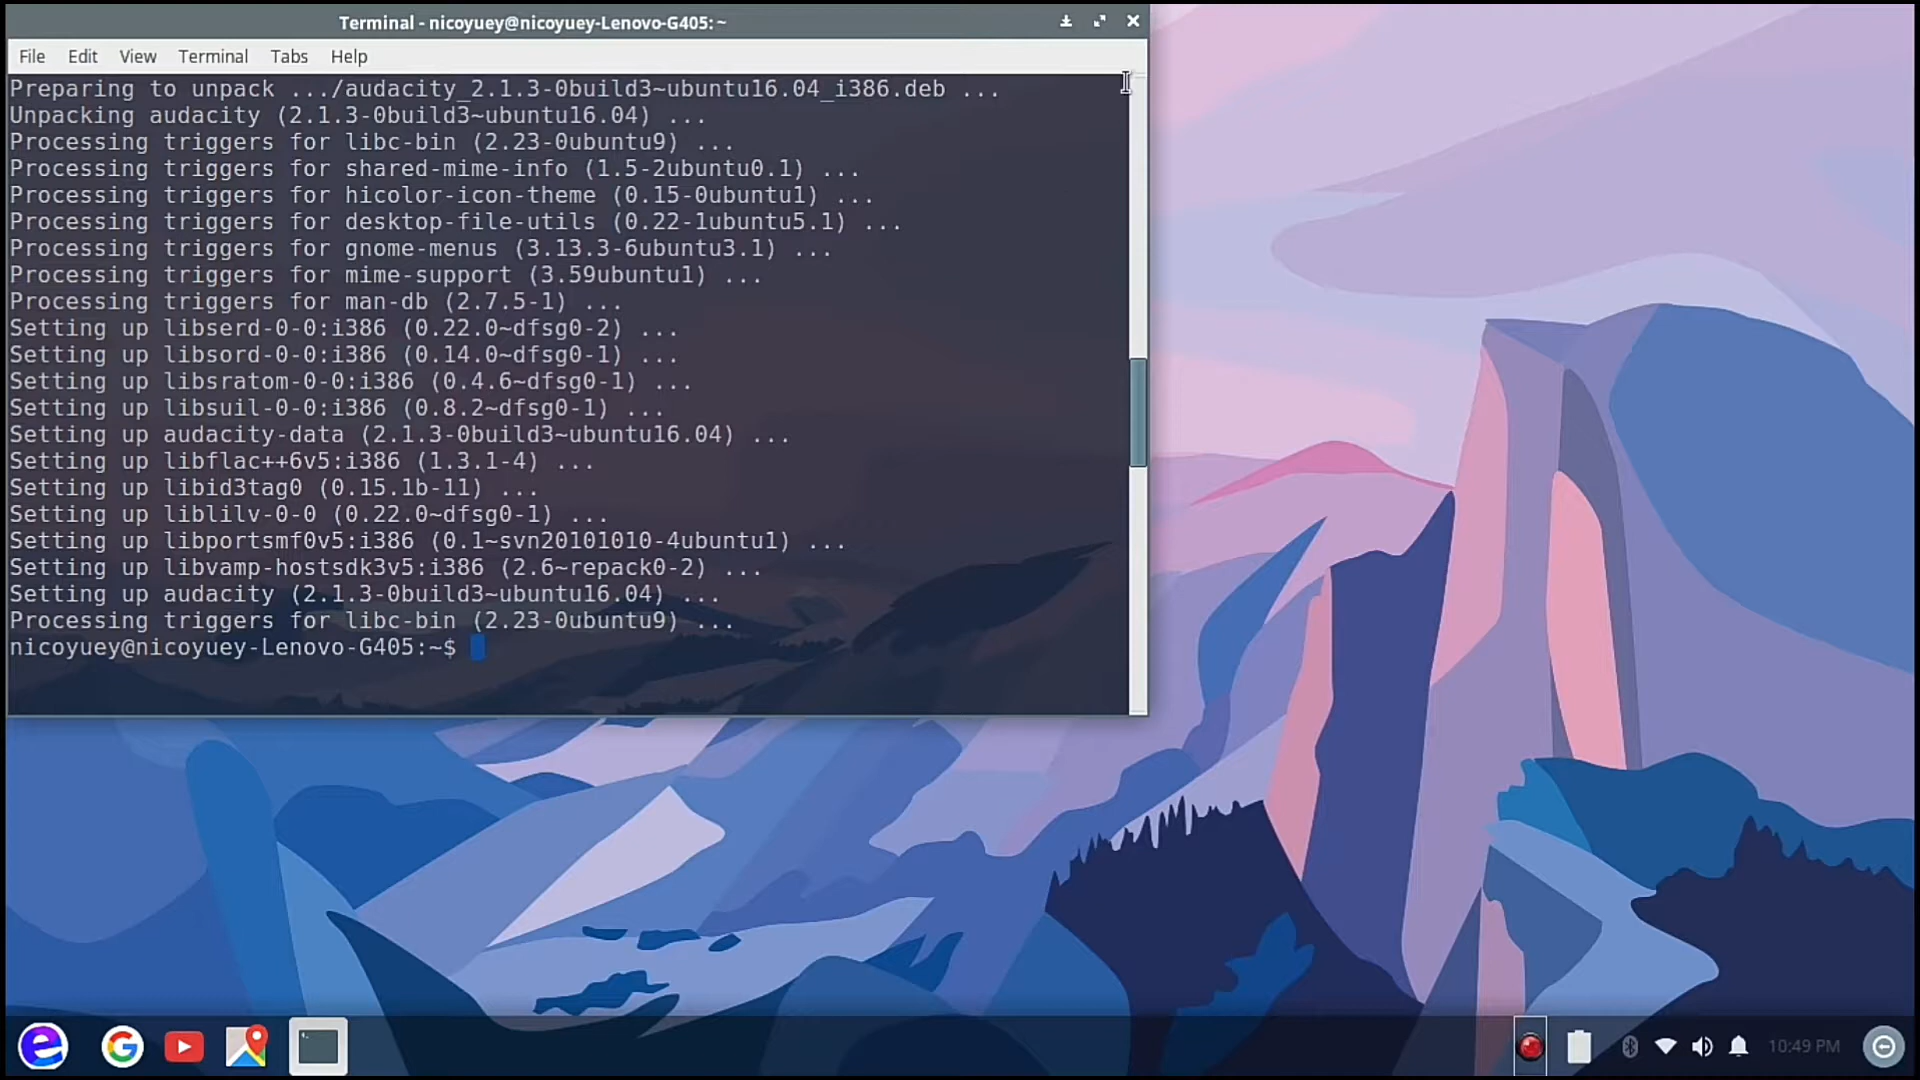 Terminal - nicoyuey@nicoyuey-Lenovo-G405: ~
File Edit View Terminal Tabs Help
Preparing to unpack .../audacity_2.1.3-0build3~ubuntu16.04_i386.deb ...
Unpacking audacity (2.1.3-0build3~ubuntu16.04) ...
Processing triggers for libc-bin (2.23-0ubuntu9) ...
Processing triggers for shared-mime-info (1.5-2ubuntu0.1) ...
Processing triggers for hicolor-icon-theme (0.15-0ubuntu1) ...
Processing triggers for desktop-file-utils (0.22-1ubuntu5.1) ...
Processing triggers for gnome-menus (3.13.3-6ubuntu3.1) ...
Processing triggers for mime-support (3.59ubuntu1) ...
Processing triggers for man-db (2.7.5-1) ...
Setting up libserd-0-0:i386 (0.22.0~dfsg0-2) ...
Setting up libsord-0-0:i386 (0.14.0~dfsg0-1) ...
Setting up libsratom-0-0:i386 (0.4.6~dfsg0-1) ...
Setting up libsuil-0-0:i386 (0.8.2~dfsg0-1) ...
Setting up audacity-data (2.1.3-0build3~ubuntu16.04) ...
Setting up libflac++6v5:i386 (1.3.1-4) ...
Setting up libid3tag0 (0.15.1b-11) ...
Setting up liblilv-0-0 (0.22.0~dfsg0-1) ...
Setting up libportsmf0v5:i386 (0.1~svn20101010-4ubuntu1) ...
Setting up libvamp-hostsdk3v5:i386 (2.6~repack0-2) ...
Setting up audacity (2.1.3-0build3~ubuntu16.04) ...
Processing triggers for libc-bin (2.23-0ubuntu9) ...
nicoyuey@nicoyuey-Lenovo-G405:~$
10:49 PM